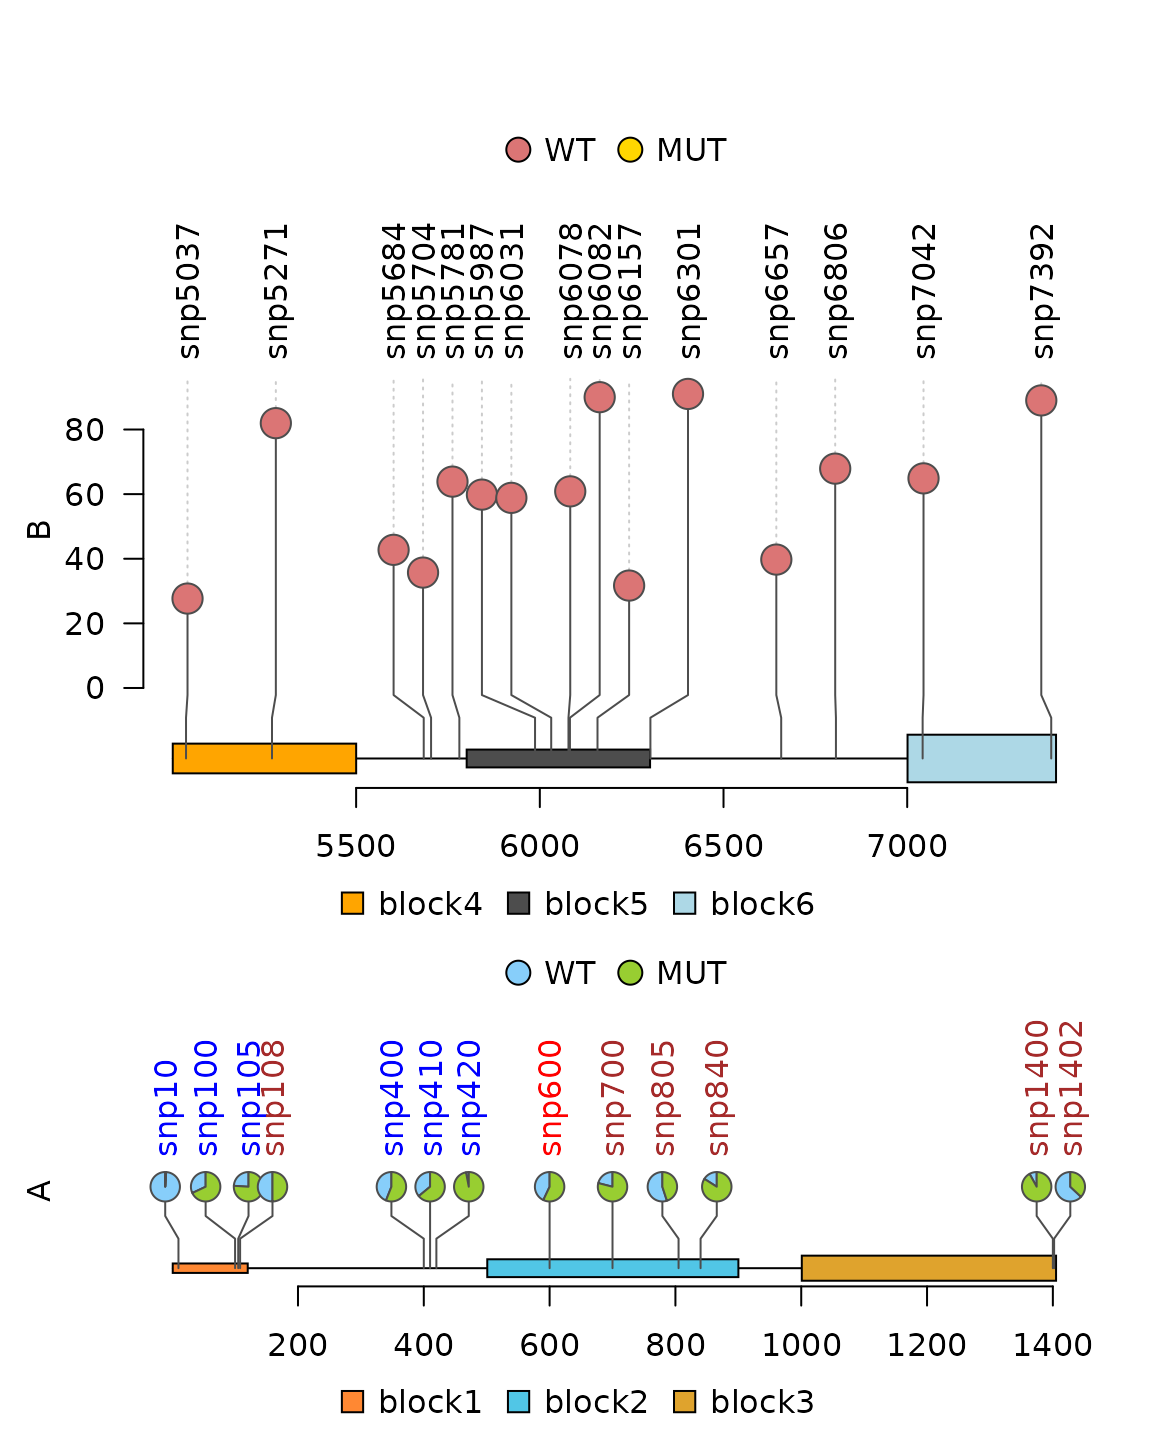 WT MUT
snp5037 snp5271 snp5684 snp5704 snp5781 snp5987 snp6031 snp6078 snp6082 snp6157 snp6301 snp6657 snp6806 snp7042 snp7392
80
60
B
40
20
0
5500 6000 6500 7000
block4 block5 block6
WT MUT
snp10 snp100 snp105 snp108 snp400 snp410 snp420 snp600 snp700 snp805 snp840 snp1400 snp1402
A
200 400 600 800 1000 1200 1400
block1 block2 block3